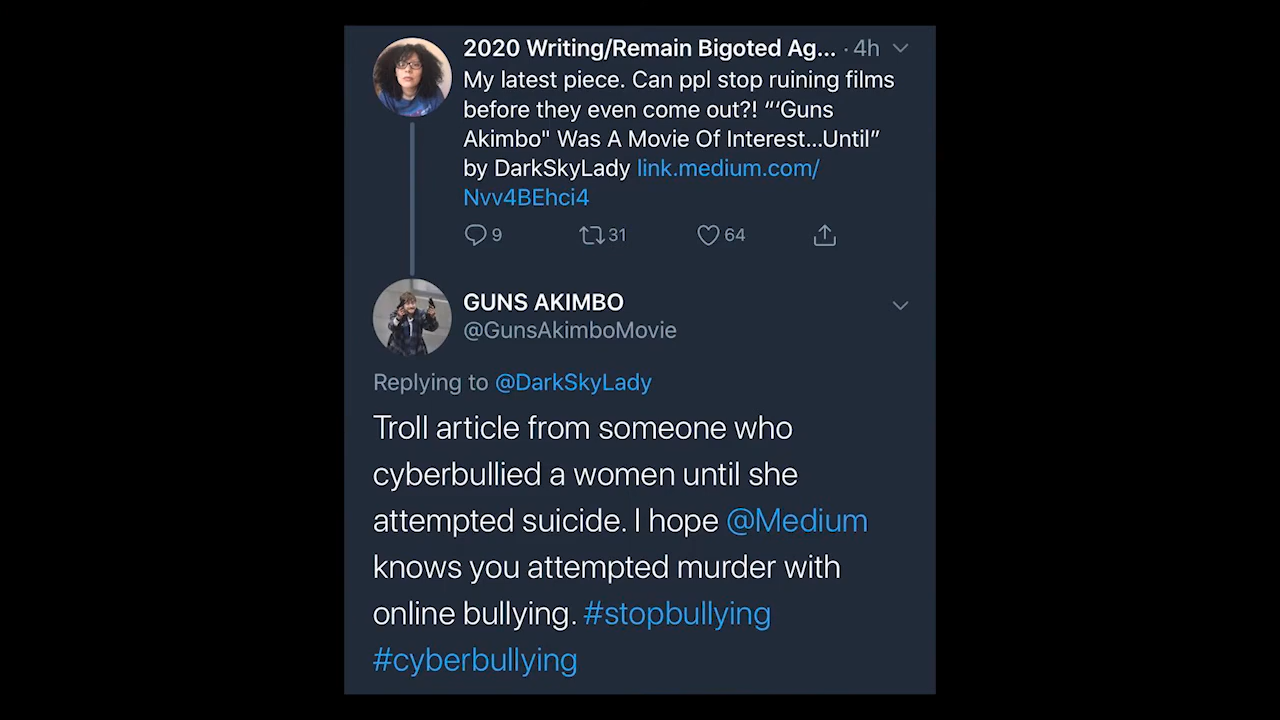 2020 Writing/Remain Bigoted Ag... · 4h
My latest piece. Can ppl stop ruining films
before they even come out?! “‘Guns
Akimbo" Was A Movie Of Interest...Until”
by DarkSkyLady link.medium.com/
Nvv4BEhci4
9 31 64
GUNS AKIMBO
@GunsAkimboMovie
Replying to @DarkSkyLady
Troll article from someone who
cyberbullied a women until she
attempted suicide. I hope @Medium
knows you attempted murder with
online bullying. #stopbullying
#cyberbullying